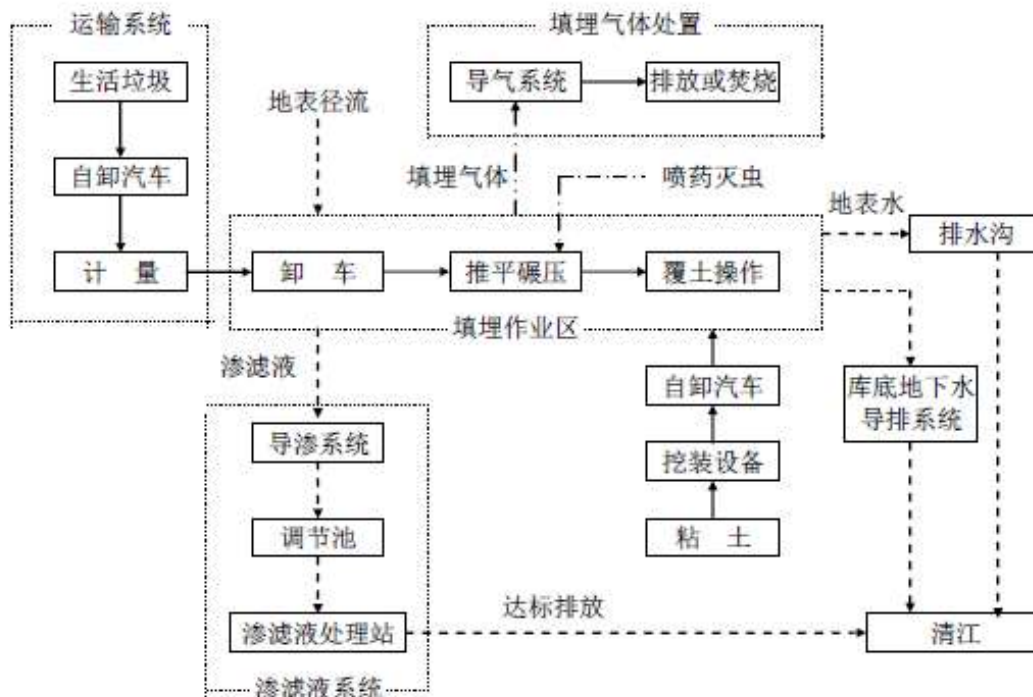 运输系统
填埋气体处置
生活垃圾
导气系统
排放或焚烧
地表径流
自卸汽车
填埋气体
喷药灭虫
地表水
排水沟
计 量
卸 车
推平碾压
覆土操作
填埋作业区
渗滤液
自卸汽车
库底地下水
导排系统
导渗系统
挖装设备
调节池
粘 土
达标排放
渗滤液处理站
清江
渗滤液系统